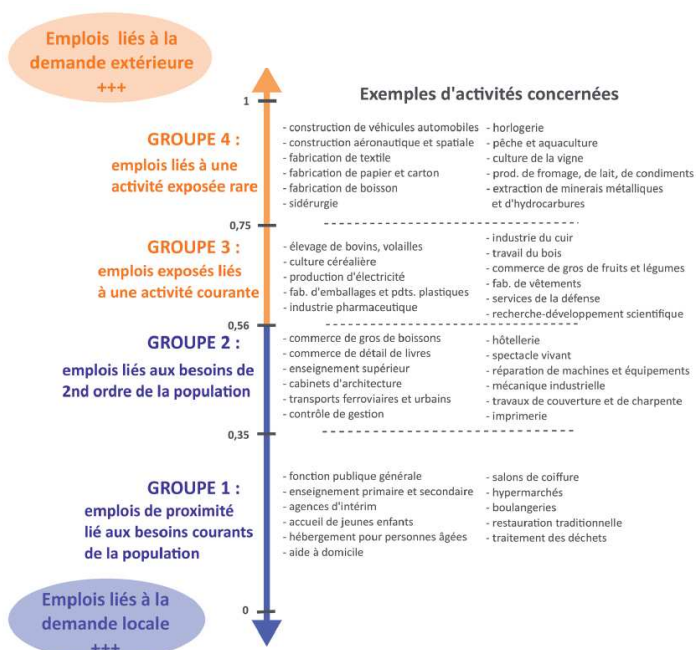 Emplois liés à la
demande extérieure
+++
Exemples d'activités concernées
1
GROUPE 4 :
emplois liés à une
activité exposée rare
- construction de véhicules automobiles
- construction aéronautique et spatiale
- fabrication de textile
- fabrication de papier et carton
- fabrication de boisson
- sidérurgie
- horlogerie
- pêche et aquaculture
- culture de la vigne
- prod. de fromage, de lait, de condiments
- extraction de minerais métalliques
et d'hydrocarbures
0,75
GROUPE 3 :
emplois exposés liés
à une activité courante
- élevage de bovins, volailles
- culture céréalière
- production d'électricité
- fab. d'emballages et pdts. plastiques
- industrie pharmaceutique
- industrie du cuir
- travail du bois
- commerce de gros de fruits et légumes
- fab. de vêtements
- services de la défense
- recherche-développement scientifique
0,56
GROUPE 2 :
emplois liés aux besoins de
2nd ordre de la population
- commerce de gros de boissons
- commerce de détail de livres
- enseignement supérieur
- cabinets d'architecture
- transports ferroviaires et urbains
- contrôle de gestion
- hôtellerie
- spectacle vivant
- réparation de machines et équipements
- mécanique industrielle
- travaux de couverture et de charpente
- imprimerie
0,35
GROUPE 1 :
emplois de proximité
lié aux besoins courants
de la population
- fonction publique générale
- enseignement primaire et secondaire
- agences d'intérim
- accueil de jeunes enfants
- hébergement pour personnes âgées
- aide à domicile
- salons de coiffure
- hypermarchés
- boulangeries
- restauration traditionnelle
- traitement des déchets
0
Emplois liés à la
demande locale
+++